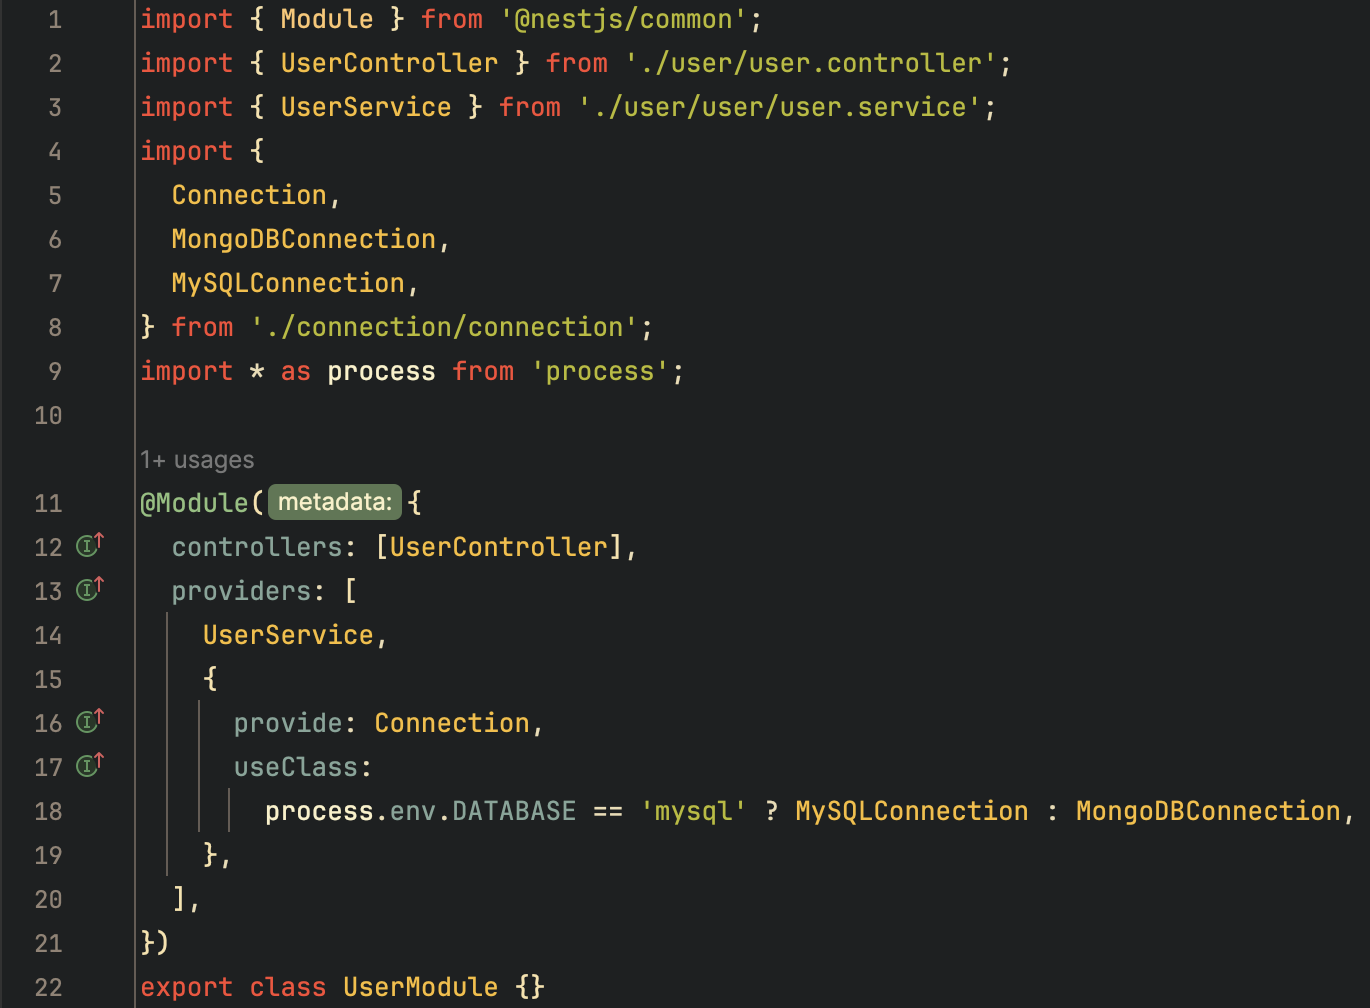 1 import { Module } from '@nestjs/common';
2 import { UserController } from './user/user.controller';
3 import { UserService } from './user/user/user.service';
4 import {
5   Connection,
6   MongoDBConnection,
7   MySQLConnection,
8 } from './connection/connection';
9 import * as process from 'process';
10
1+ usages
11 @Module( metadata: {
12   controllers: [UserController],
13   providers: [
14     UserService,
15     {
16       provide: Connection,
17       useClass:
18         process.env.DATABASE == 'mysql' ? MySQLConnection : MongoDBConnection,
19     },
20   ],
21 })
22 export class UserModule {}